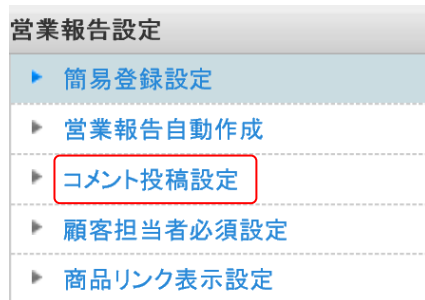 営業報告設定
簡易登録設定
営業報告自動作成
コメント投稿設定
顧客担当者必須設定
商品リンク表示設定